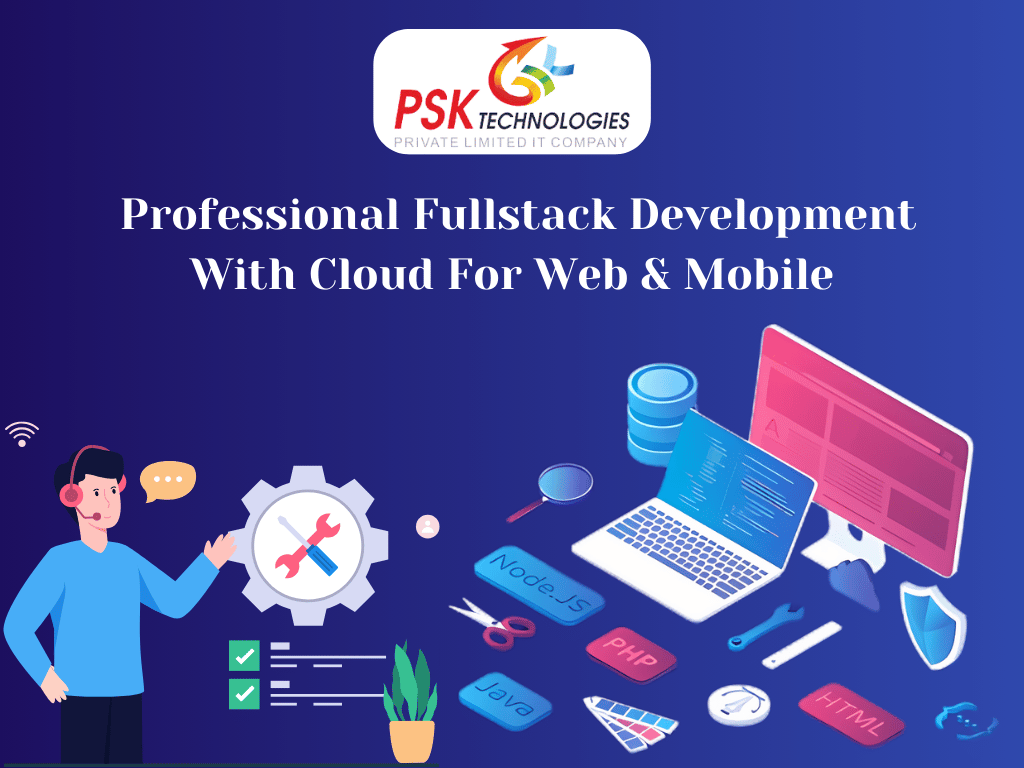 PSK TECHNOLOGIES
PRIVATE LIMITED IT COMPANY
Professional Fullstack Development
With Cloud For Web & Mobile
A
Node.JS
PHP
Java
HTML